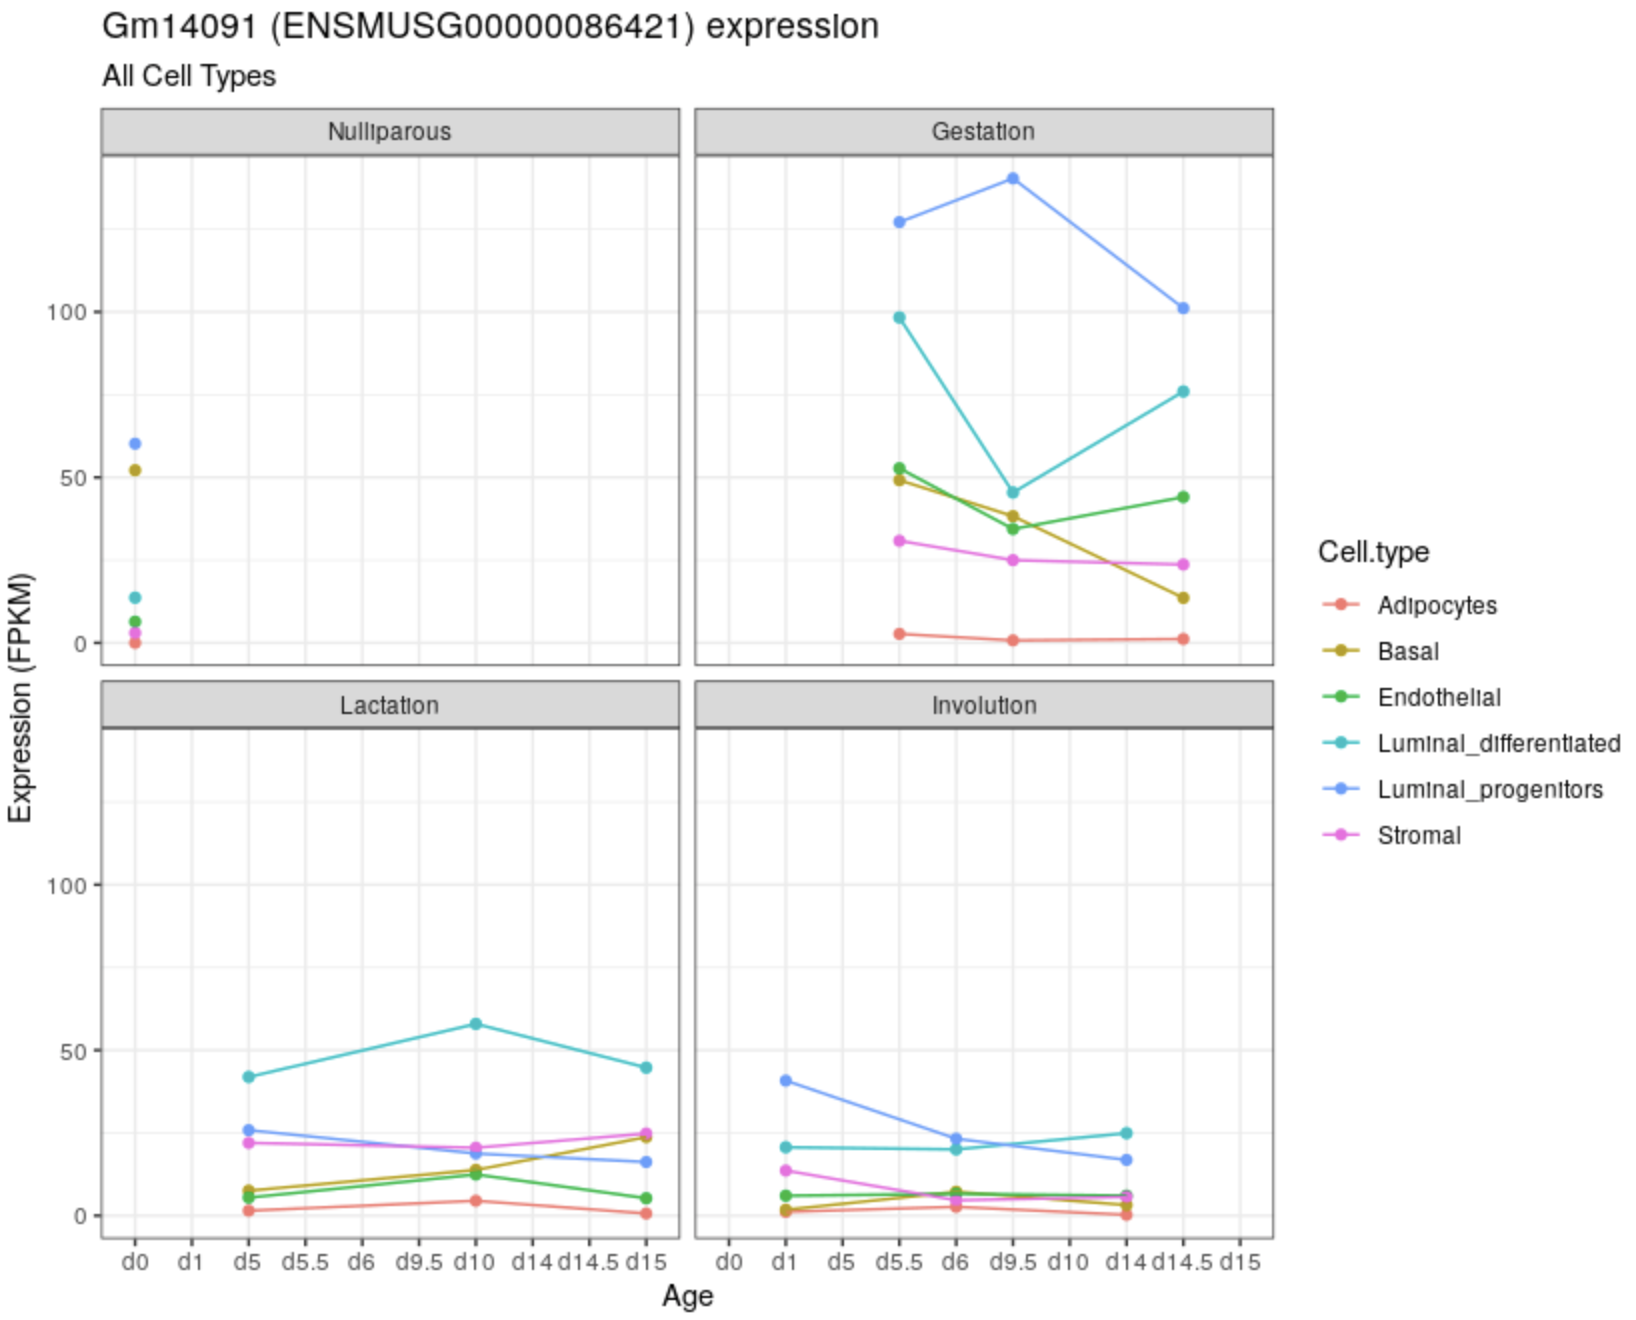 Gm14091 (ENSMUSG00000086421) expression
All Cell Types
Nulliparous
Gestation
100
50
0
Lactation
Involution
100
50
0
Expression (FPKM)
d0 d1 d5 d5.5 d6 d9.5 d10 d14 d14.5 d15
d0 d1 d5 d5.5 d6 d9.5 d10 d14 d14.5 d15
Age
Cell.type
Adipocytes
Basal
Endothelial
Luminal_differentiated
Luminal_progenitors
Stromal